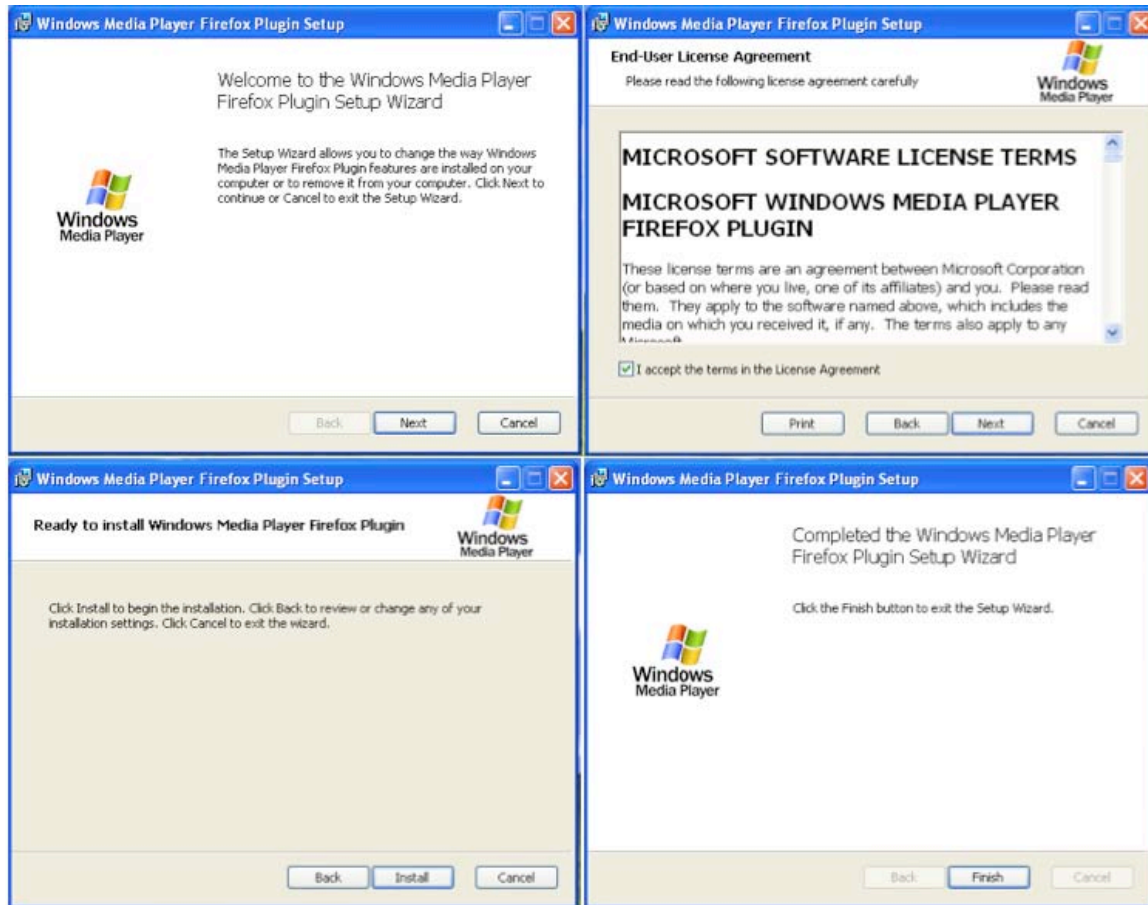 Windows Media Player Firefox Plugin Setup
Welcome to the Windows Media Player
Firefox Plugin Setup Wizard
The Setup Wizard allows you to change the way Windows
Media Player Firefox Plugin features are installed on your
computer or to remove it from your computer. Click Next to
continue or Cancel to exit the Setup Wizard.
Windows
Media Player
Back Next Cancel
Windows Media Player Firefox Plugin Setup
End-User License Agreement
Please read the following license agreement carefully
Windows
Media Player
MICROSOFT SOFTWARE LICENSE TERMS
MICROSOFT WINDOWS MEDIA PLAYER
FIREFOX PLUGIN
These license terms are an agreement between Microsoft Corporation
(or based on where you live, one of its affiliates) and you. Please read
them. They apply to the software named above, which includes the
media on which you received it, if any. The terms also apply to any
Microsoft
I accept the terms in the License Agreement
Print Back Next Cancel
Windows Media Player Firefox Plugin Setup
Ready to install Windows Media Player Firefox Plugin
Windows
Media Player
Click Install to begin the installation. Click Back to review or change any of your
installation settings. Click Cancel to exit the wizard.
Back Install Cancel
Windows Media Player Firefox Plugin Setup
Completed the Windows Media Player
Firefox Plugin Setup Wizard
Click the Finish button to exit the Setup Wizard.
Windows
Media Player
Back Finish Cancel